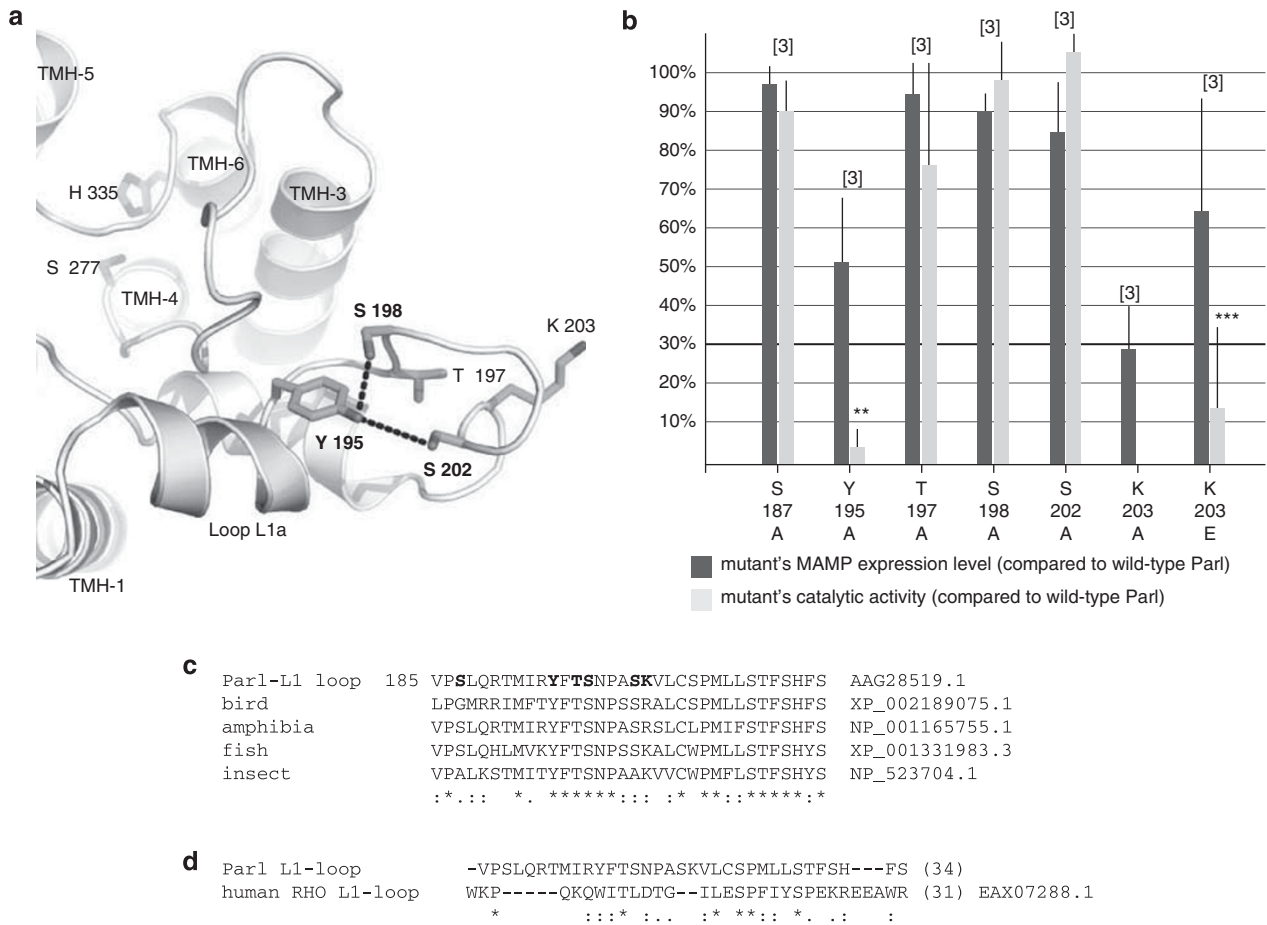 a
TMH-5
TMH-6
H 335
TMH-3
S 277
TMH-4
S 198
K 203
T 197
Y 195
S 202
Loop L1a
TMH-1
b
[3] [3] [3] [3] [3] [3] [3]
100%
90%
80%
70%
60%
50%
40%
30%
20%
10%
** ***
S Y T S S K K
187 195 197 198 202 203 203
A A A A A A E
mutant's MAMP expression level (compared to wild-type Parl)
mutant's catalytic activity (compared to wild-type Parl)
c
Parl-L1 loop 185 VPSLQRTMIRYFTSNPASKVLCSPMLLSTFSHFS AAG28519.1
bird LPGMRRIMFTYFTSNPSSRALCSPMLLSTFSHFS XP_002189075.1
amphibia VPSLQRTMIRYFTSNPASRSLCLPMIFSTFSHFS NP_001165755.1
fish VPSLQHLMVKYFTSNPSSKALCWPMLLSTFSHYS XP_001331983.3
insect VPALKSTMITYFTSNPAAKVVCWPMFLSTFSHYS NP_523704.1
:*.:: *. ******::: :* **::*****:*
d
Parl L1-loop -VPSLQRTMIRYFTSNPASKVLCSPMLLSTFSH---FS (34)
human RHO L1-loop WKP-----QKQWITLDTG--ILESPFIYSPEKREEAWR (31) EAX07288.1
* :::* :.. :* **:: *. .: :